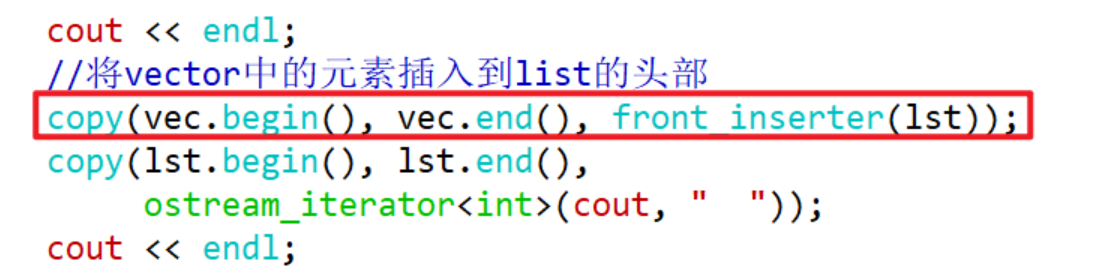 cout << endl;
//将vector中的元素插入到list的头部
copy(vec.begin(), vec.end(), front_inserter(lst));
copy(lst.begin(), lst.end(),
ostream_iterator<int>(cout, "  "));
cout << endl;